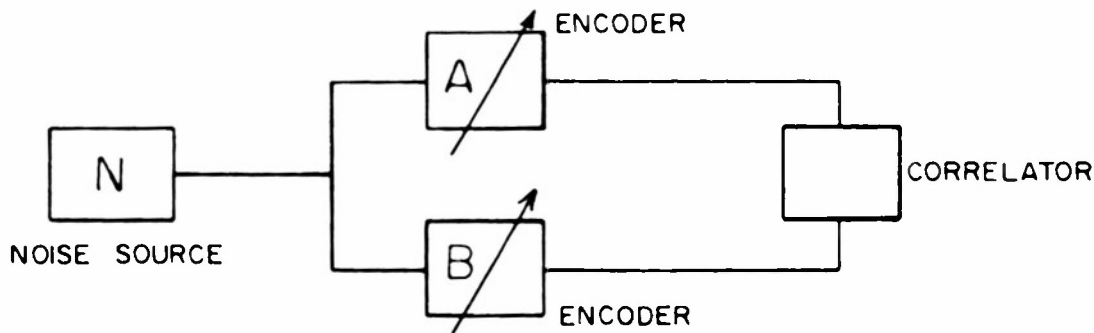 ENCODER
A
N
CORRELATOR
NOISE SOURCE
B
ENCODER